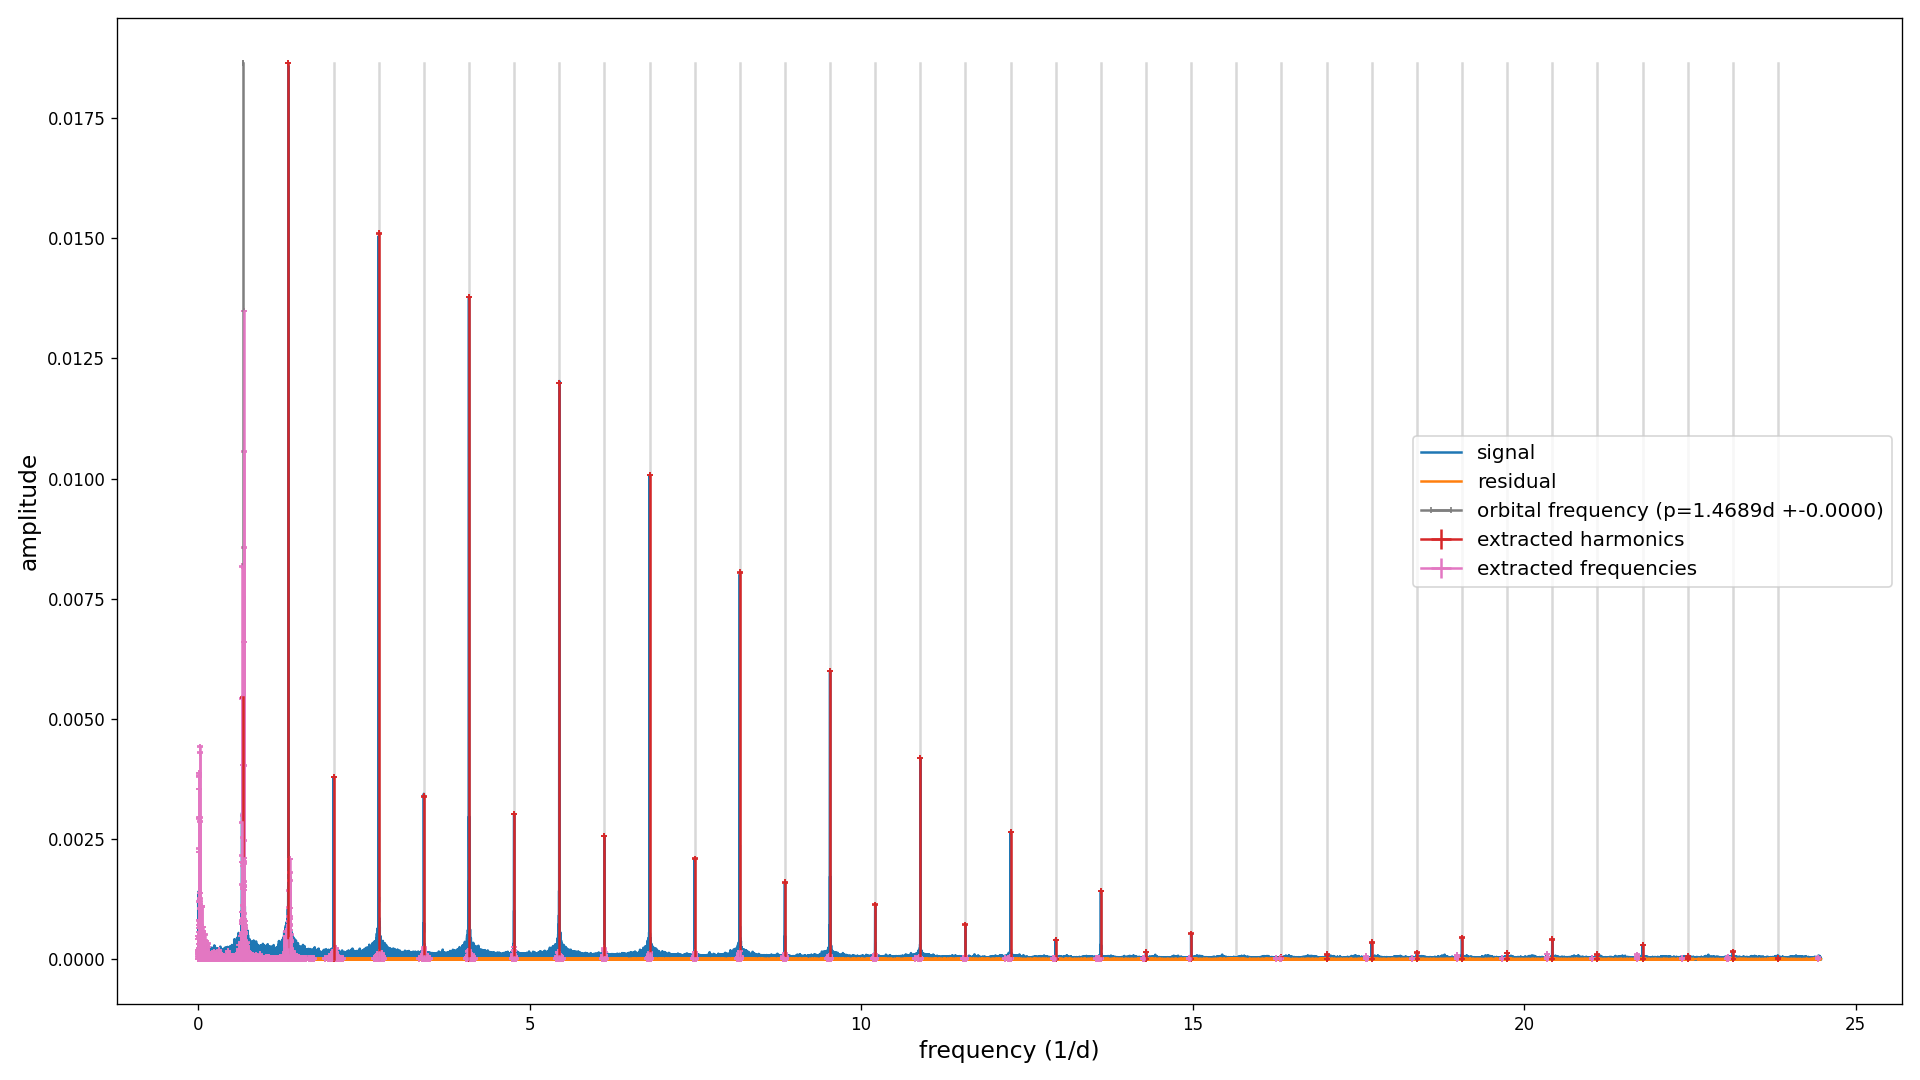 0.0175
0.0150
0.0125
0.0100
0.0075
0.0050
0.0025
0.0000
amplitude
signal
residual
orbital frequency (p=1.4689d +-0.0000)
extracted harmonics
extracted frequencies
0 5 10 15 20 25
frequency (1/d)